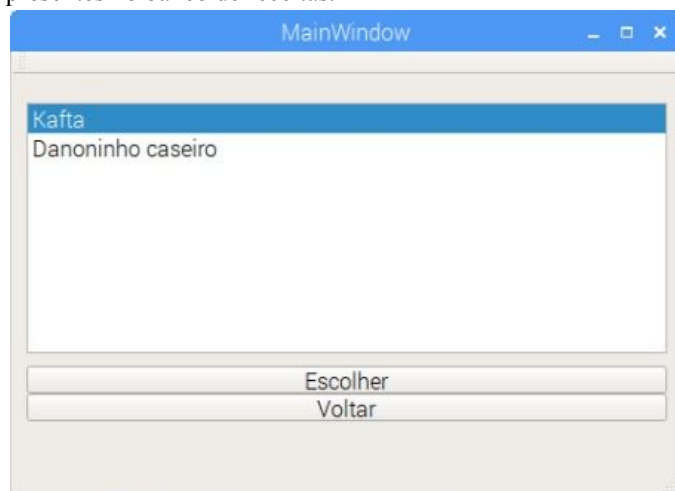 MainWindow
Kafta
Danoninho caseiro
Escolher
Voltar